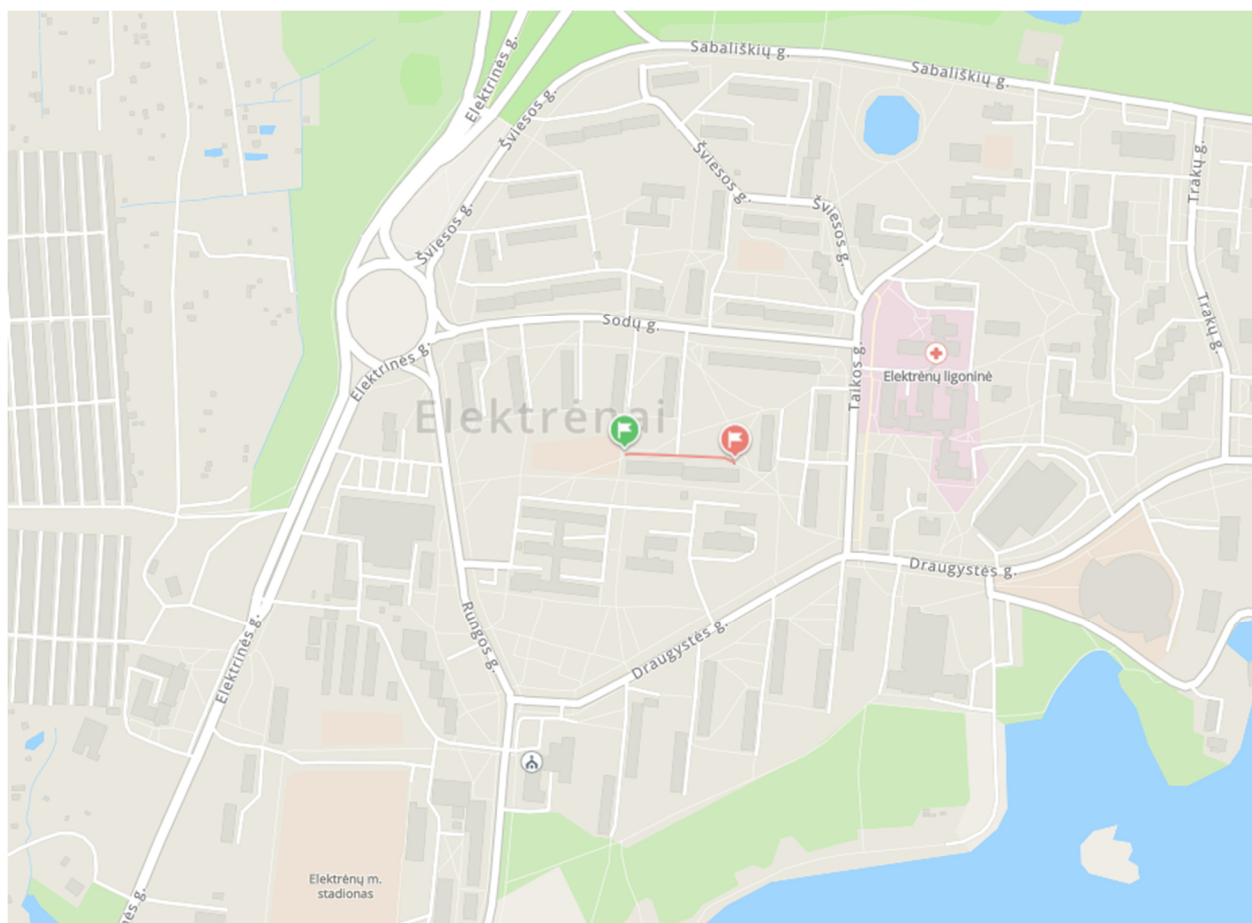 Sabališkių g.
Sabališkių g.
Elektrinės g.
Šviesos g.
Šviesos g.
Trakų g.
Šviesos g.
Šviesos g.
Trakų g.
Sodų g.
Elektrinės g.
Taikos g.
Elektrėnų ligoninė
Elektrėnai
Draugystės g.
Rungos g.
Draugystės g.
Elektrinės g.
Elektrėnų m.
stadionas
ės g.